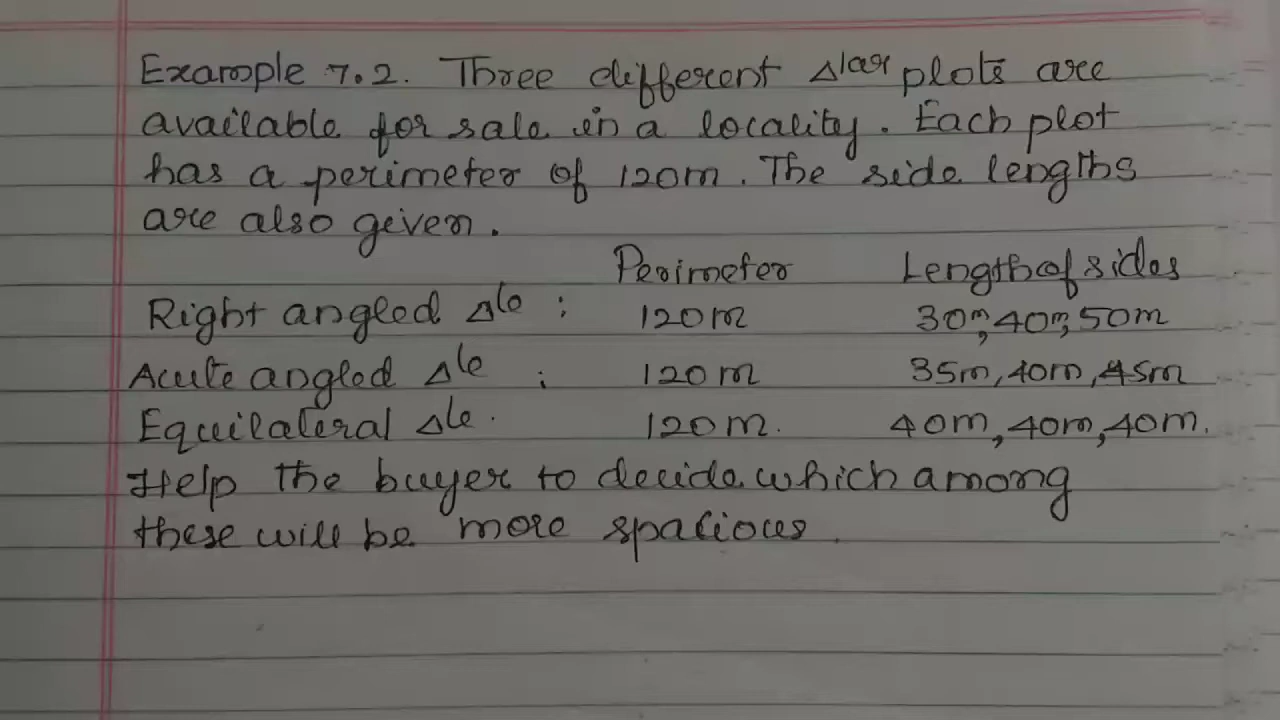 Example 7.2. Three different Δlar plots are
available for sale in a locality. Each plot
has a perimeter of 120m. The side lengths
are also given.
Perimeter Length of sides
Right angled Δle : 120m 30m, 40m, 50m
Acute angled Δle : 120m 35m, 40m, 45m
Equilateral Δle. 120m. 40m, 40m, 40m.
Help the buyer to decide which among
these will be more spacious.